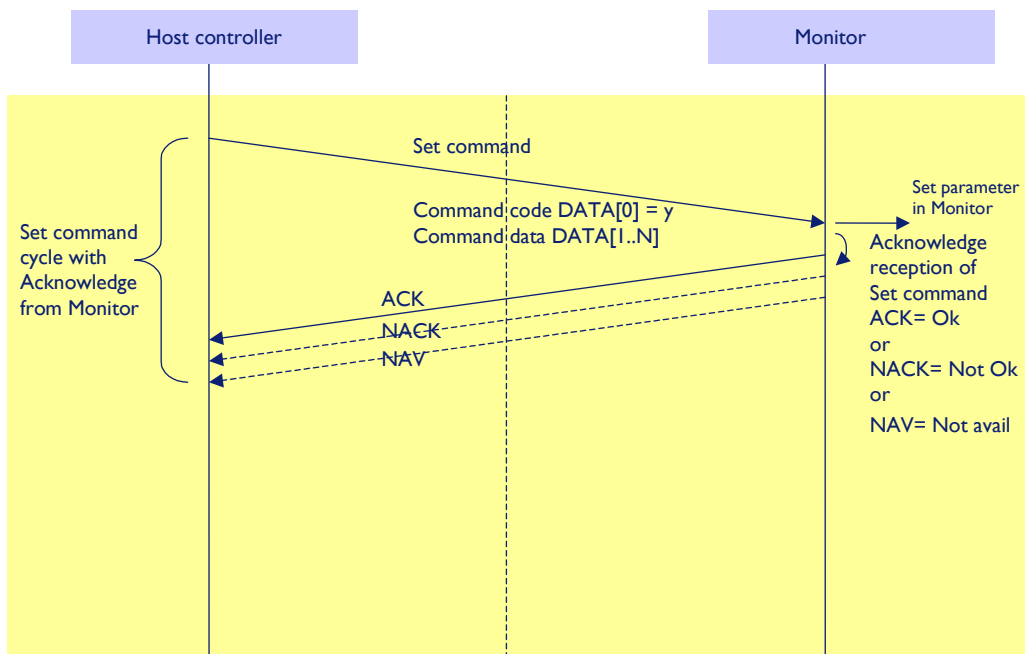 Host controller
Monitor
Set command
Command code DATA[0] = y
Command data DATA[1..N]
Set parameter
in Monitor
Set command
cycle with
Acknowledge
from Monitor
Acknowledge
reception of
Set command
ACK= Ok
or
NACK= Not Ok
or
NAV= Not avail
ACK
NACK
NAV